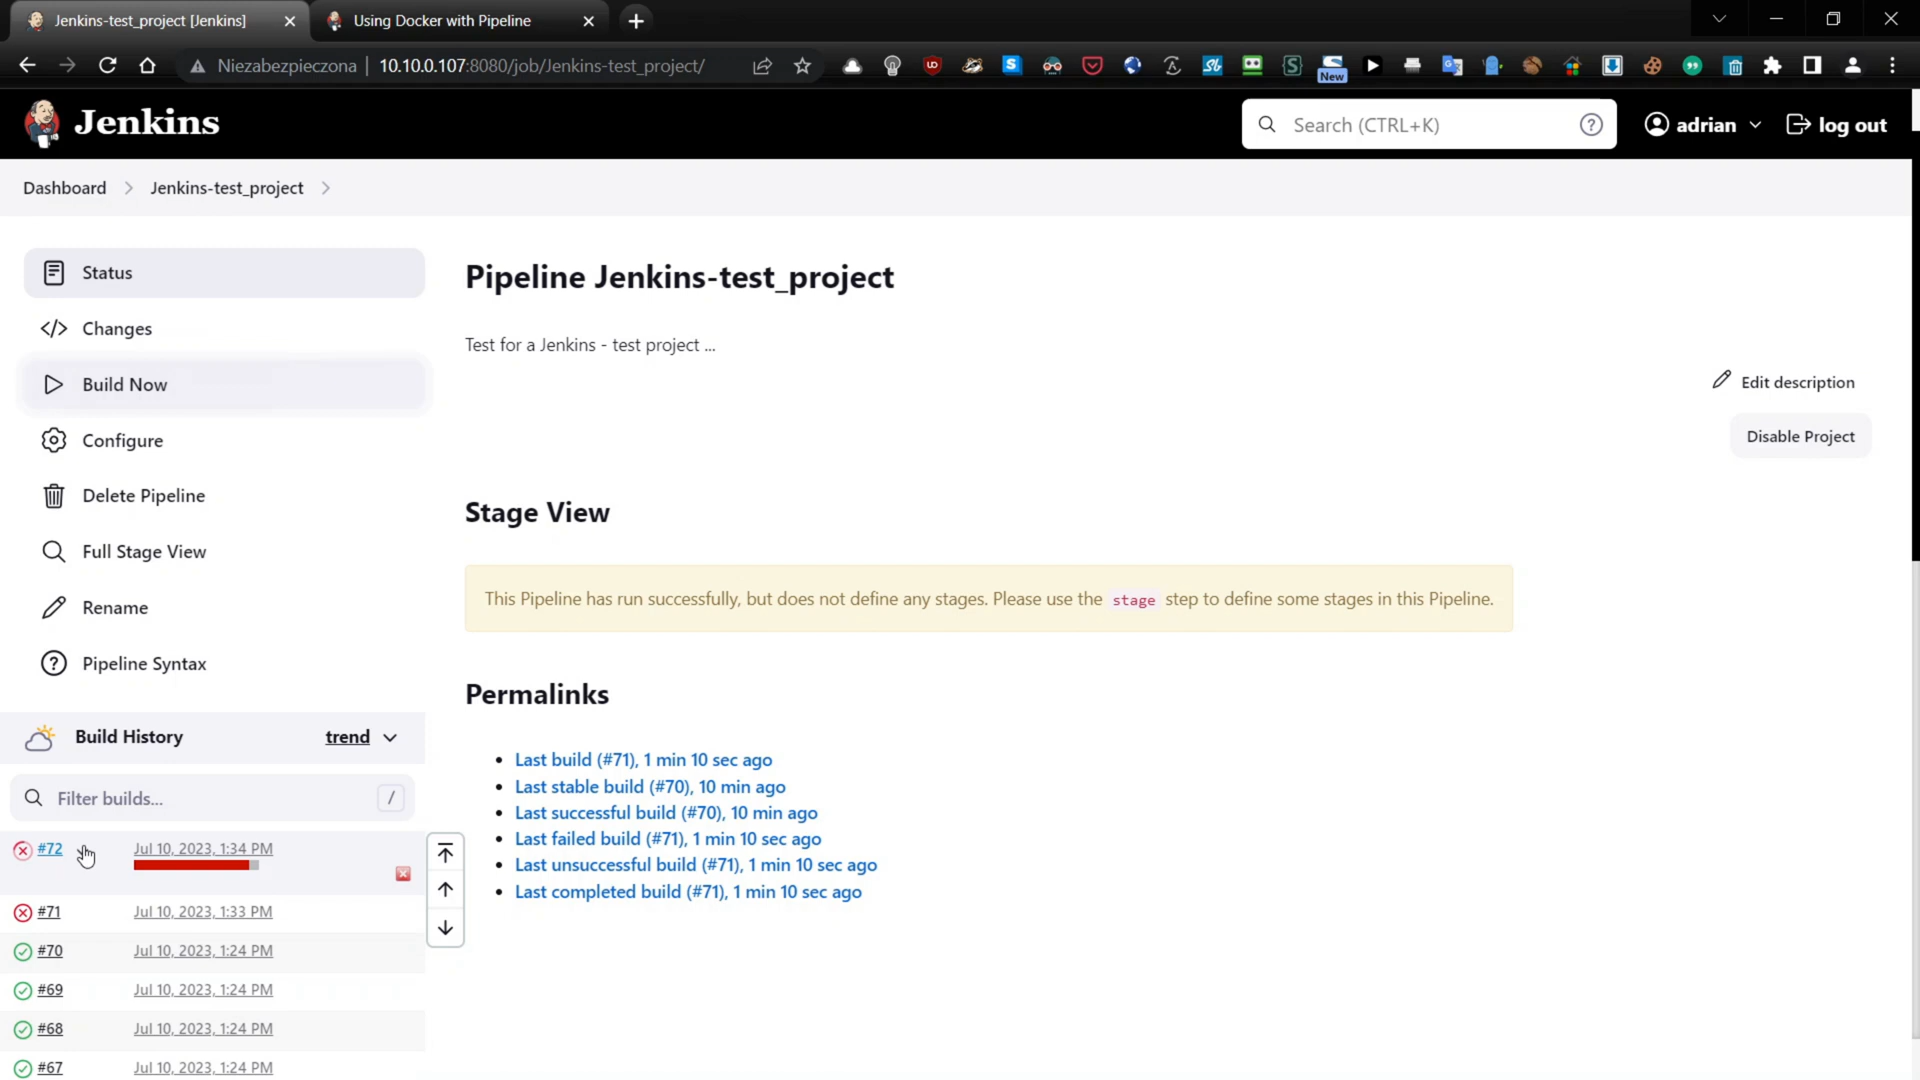 Jenkins-test_project [Jenkins]
Using Docker with Pipeline
Niezabezpieczona
10.10.0.107:8080/job/Jenkins-test_project/
New
Jenkins
Search (CTRL+K)
adrian
log out
Dashboard
Jenkins-test_project
Status
Changes
Build Now
Configure
Delete Pipeline
Full Stage View
Rename
Pipeline Syntax
Pipeline Jenkins-test_project
Test for a Jenkins - test project ...
Edit description
Disable Project
Stage View
This Pipeline has run successfully, but does not define any stages. Please use the stage step to define some stages in this Pipeline.
Permalinks
Last build (#71), 1 min 10 sec ago
Last stable build (#70), 10 min ago
Last successful build (#70), 10 min ago
Last failed build (#71), 1 min 10 sec ago
Last unsuccessful build (#71), 1 min 10 sec ago
Last completed build (#71), 1 min 10 sec ago
Build History
trend
Filter builds...
/
#72 Jul 10, 2023, 1:34 PM
#71 Jul 10, 2023, 1:33 PM
#70 Jul 10, 2023, 1:24 PM
#69 Jul 10, 2023, 1:24 PM
#68 Jul 10, 2023, 1:24 PM
#67 Jul 10, 2023, 1:24 PM